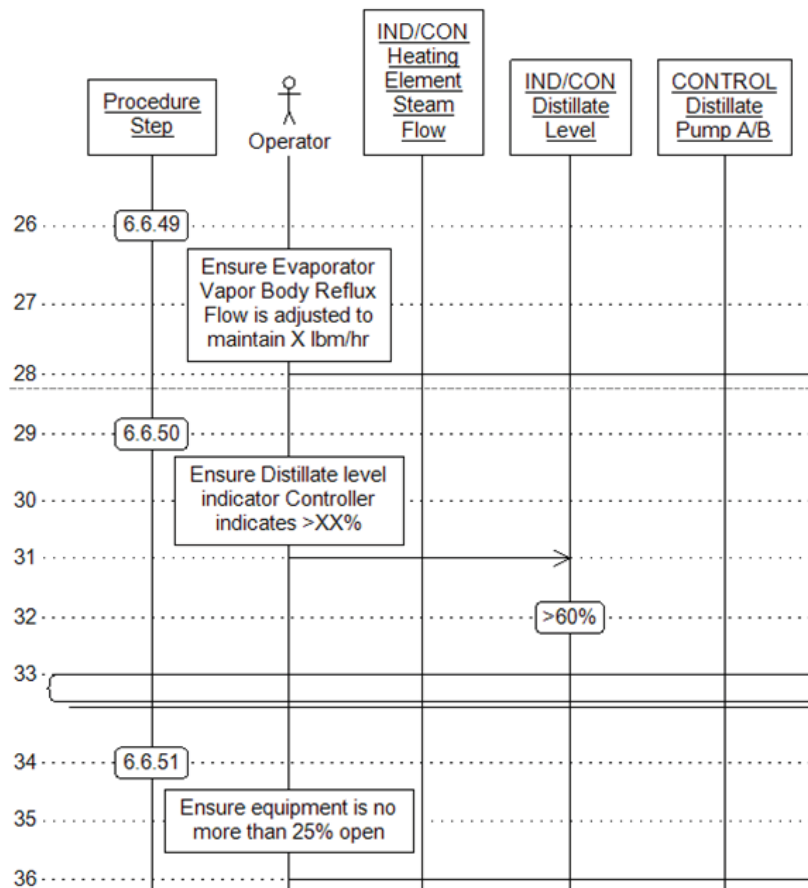 Procedure
Step
Operator
IND/CON
Heating
Element
Steam
Flow
IND/CON
Distillate
Level
CONTROL
Distillate
Pump A/B
26
6.6.49
Ensure Evaporator
Vapor Body Reflux
Flow is adjusted to
maintain X lbm/hr
27
28
29
6.6.50
Ensure Distillate level
indicator Controller
indicates >XX%
30
31
32
>60%
33
34
6.6.51
Ensure equipment is no
more than 25% open
35
36